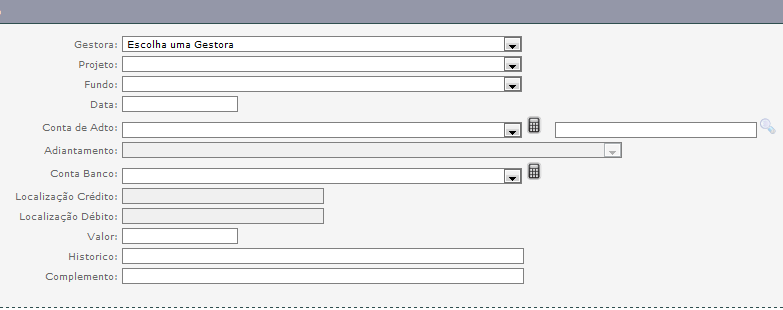 Gestora: Escolha uma Gestora
Projeto:
Fundo:
Data:
Conta de Adto:
Adiantamento:
Conta Banco:
Localização Crédito:
Localização Débito:
Valor:
Historico:
Complemento: